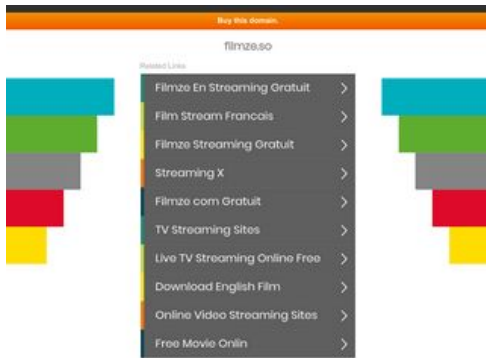 Buy this domain.
filmze.so
Related Links
Filmze En Streaming Gratuit
Film Stream Francais
Filmze Streaming Gratuit
Streaming X
Filmze com Gratuit
TV Streaming Sites
Live TV Streaming Online Free
Download English Film
Online Video Streaming Sites
Free Movie Onlin